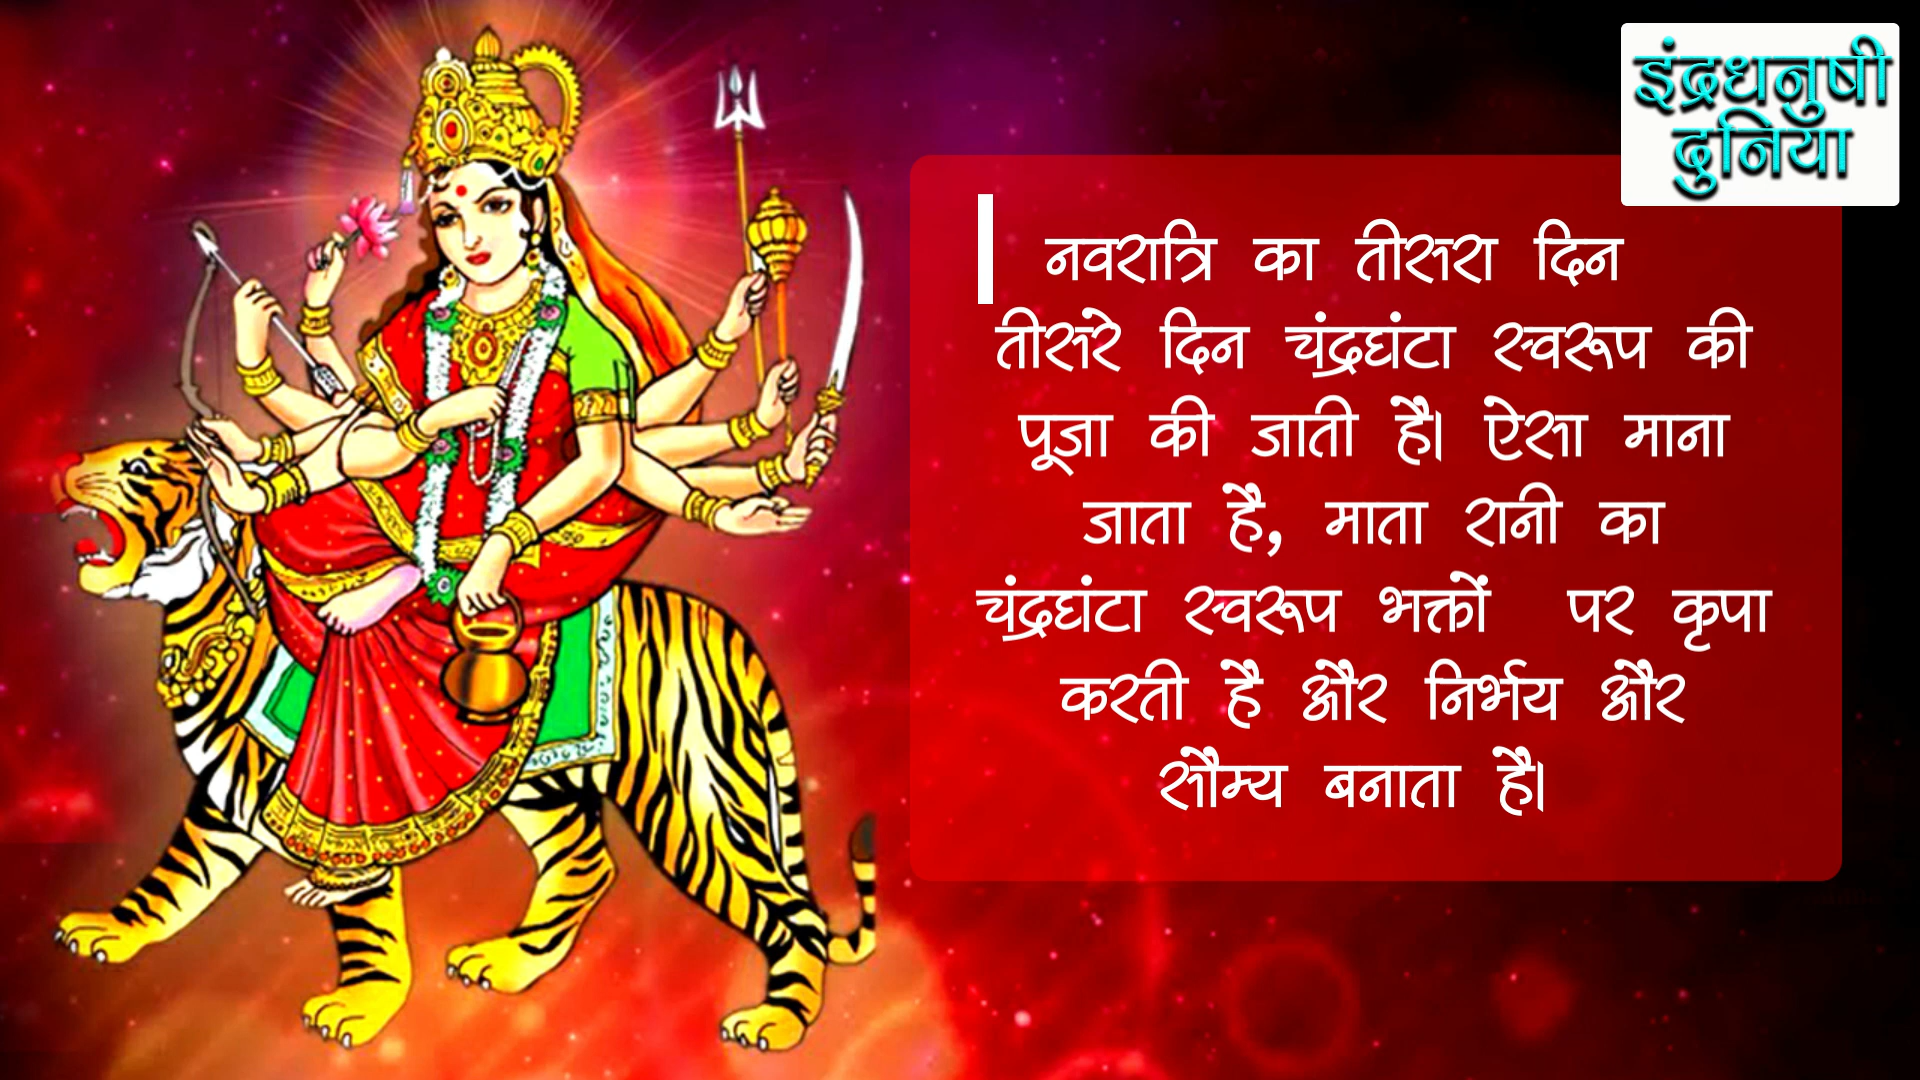 इंद्रधनुषी
दुनिया
नवरात्रि का तीसरा दिन
तीसरे दिन चंद्रघंटा स्वरूप की
पूजा की जाती है। ऐसा माना
जाता है, माता रानी का
चंद्रघंटा स्वरूप भक्तों पर कृपा
करती है और निर्भय और
सौम्य बनाता है।